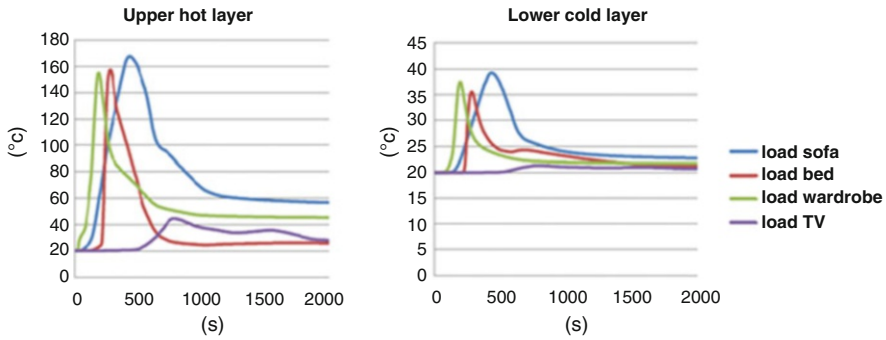 Upper hot layer
180
160
140
120
100
80
60
40
20
0
(°c)
0 500 1000 1500 2000
(s)
Lower cold layer
45
40
35
30
25
20
15
10
5
0
(°c)
0 500 1000 1500 2000
(s)
load sofa
load bed
load wardrobe
load TV